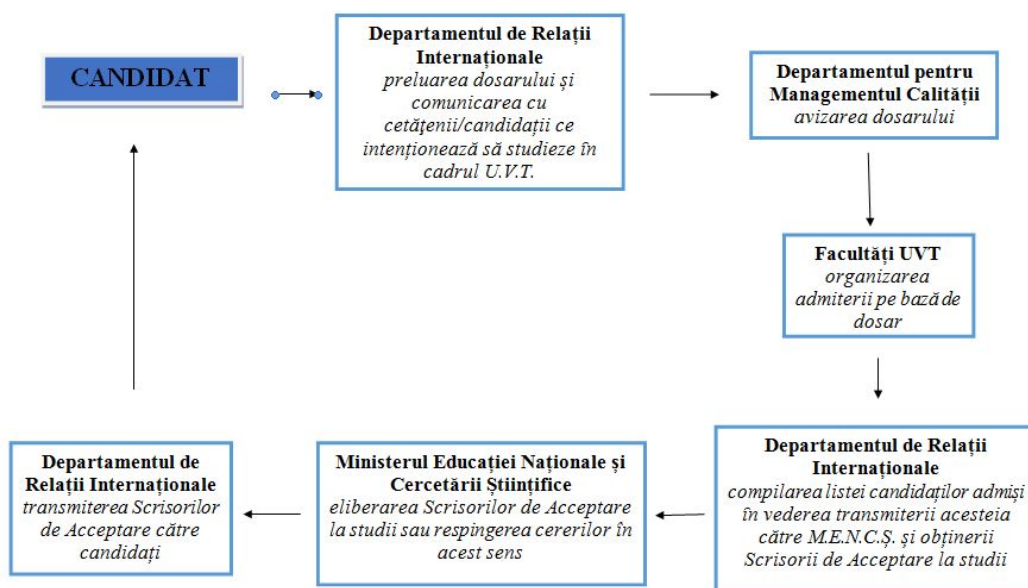 CANDIDAT
Departamentul de Relații
Internaționale
preluarea dosarului și
comunicarea cu
cetăţenii/candidații ce
intenționează să studieze în
cadrul U.V.T.
Departamentul pentru
Managementul Calității
avizarea dosarului
Facultăți UVT
organizarea
admiterii pe bază de
dosar
Departamentul de Relații
Internaționale
compilarea listei candidaților admiși
în vederea transmiterii acesteia
către M.E.N.C.Ș. și obținerii
Scrisorii de Acceptare la studii
Ministerul Educației Naționale și
Cercetării Științifice
eliberarea Scrisorilor de Acceptare
la studii sau respingerea cererilor în
acest sens
Departamentul de
Relații Internaționale
transmiterea Scrisorilor
de Acceptare către
candidați